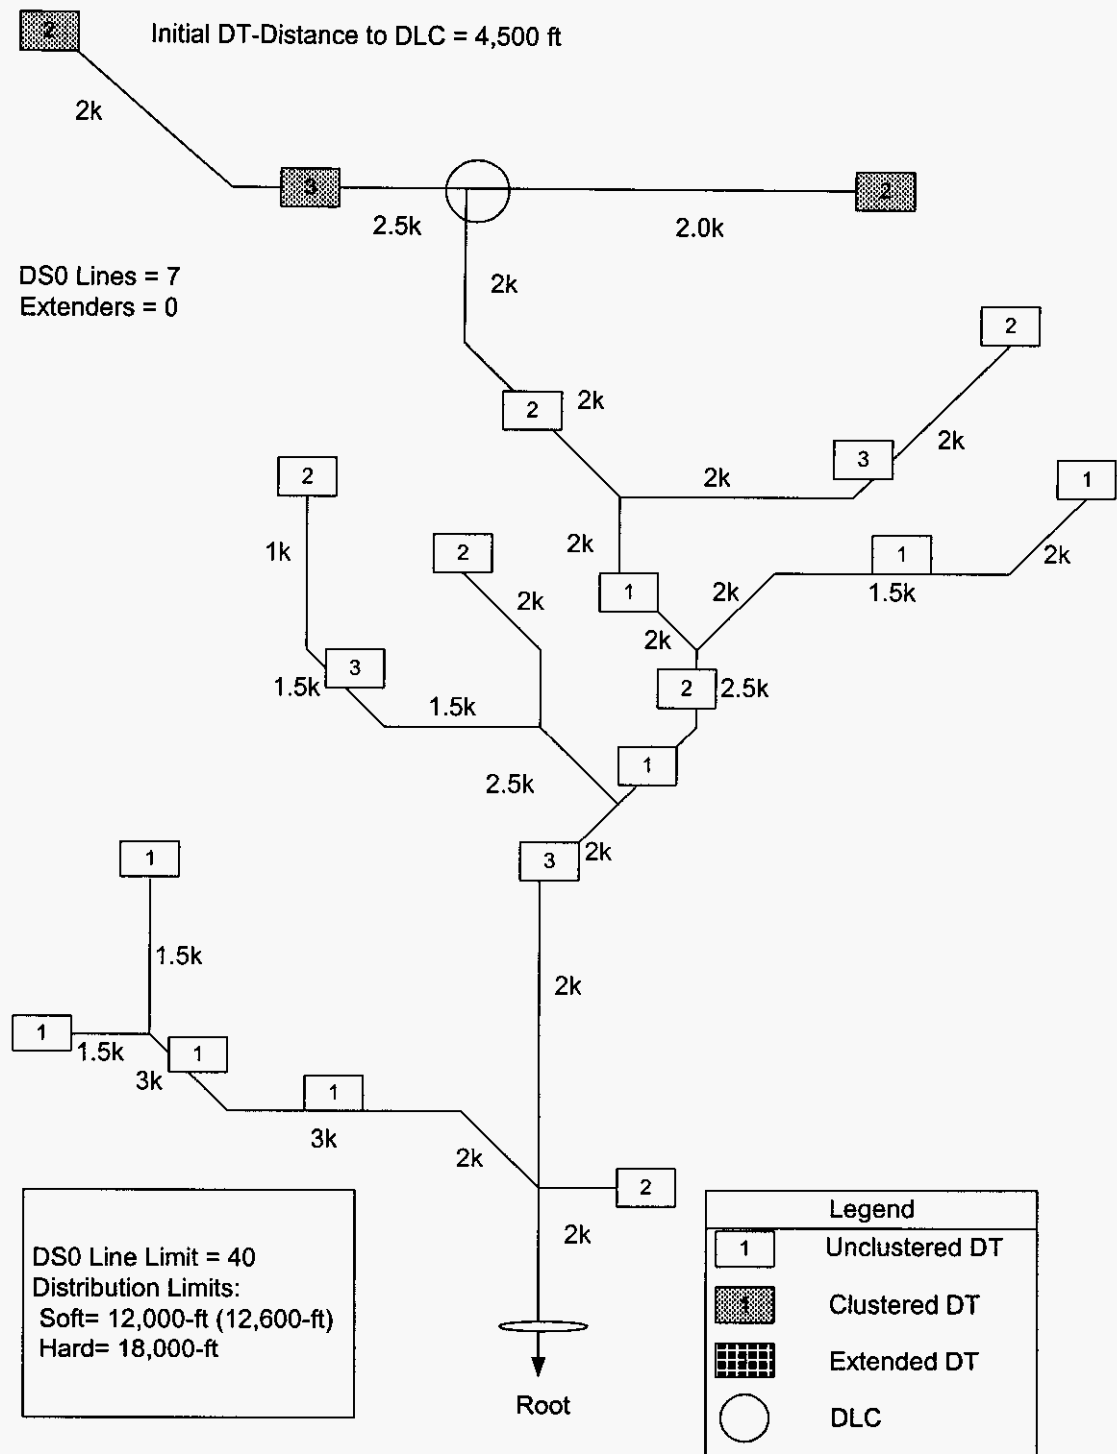 2
Initial DT-Distance to DLC = 4,500 ft
2k
3
2
2.5k
2.0k
DS0 Lines = 7
Extenders = 0
2k
2
2
2k
3
2k
2
2k
1
1k
2
2k
1
2k
1
2k
2k
1.5k
2k
3
2k
1.5k
1.5k
2
2.5k
1
2.5k
1
3
2k
1.5k
2k
1
1.5k
1
3k
1
3k
2k
2
2k
DS0 Line Limit = 40
Distribution Limits:
Soft= 12,000-ft (12,600-ft)
Hard= 18,000-ft
Root
Legend
1 Unclustered DT
1 Clustered DT
Extended DT
DLC